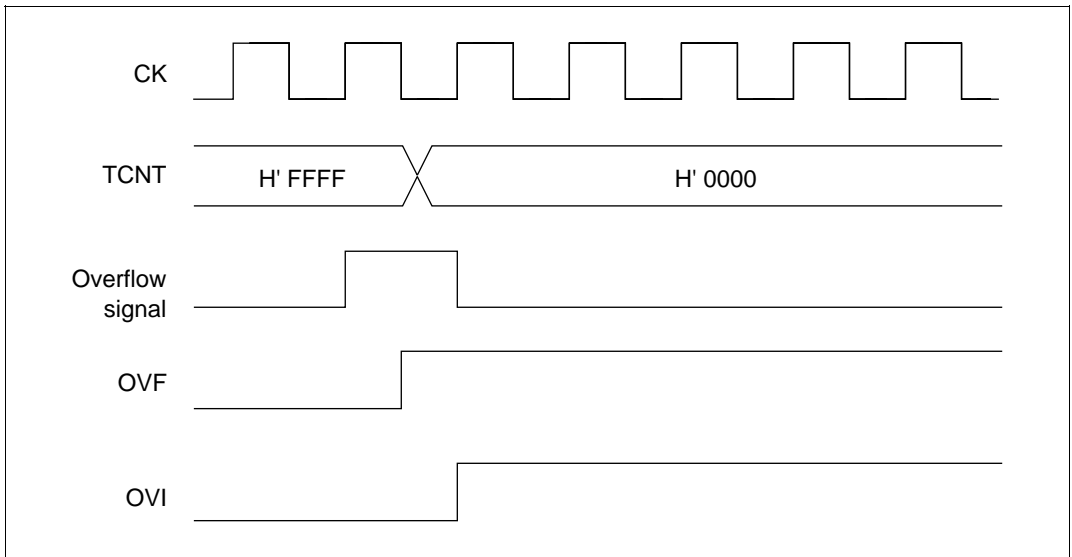 CK
TCNT
H' FFFF
H' 0000
Overflow
signal
OVF
OVI